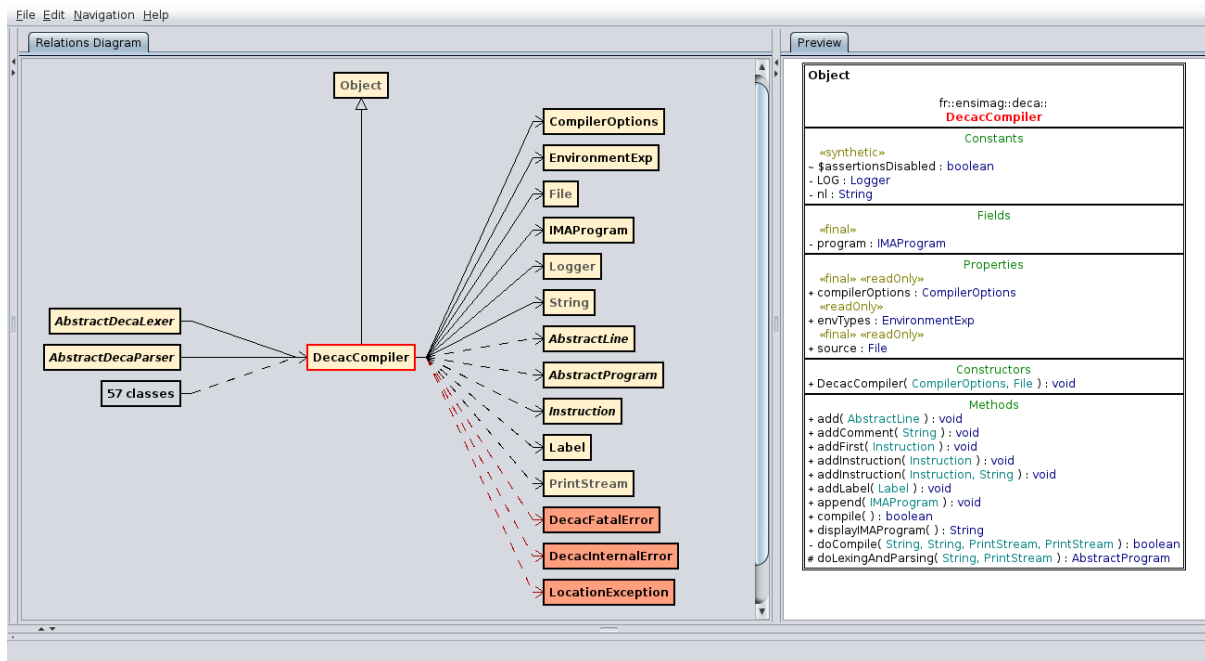 File Edit Navigation Help
Relations Diagram
Object
CompilerOptions
EnvironmentExp
File
IMAProgram
Logger
String
AbstractDecaLexer
AbstractLine
AbstractDecaParser
DecacCompiler
AbstractProgram
57 classes
Instruction
Label
PrintStream
DecacFatalError
DecacInternalError
LocationException
Preview
Object
fr::ensimag::deca::
DecacCompiler
Constants
«synthetic»
~ $assertionsDisabled : boolean
- LOG : Logger
- nl : String
Fields
«final»
- program : IMAProgram
Properties
«final» «readOnly»
+ compilerOptions : CompilerOptions
«readOnly»
+ envTypes : EnvironmentExp
«final» «readOnly»
+ source : File
Constructors
+ DecacCompiler( CompilerOptions, File ) : void
Methods
+ add( AbstractLine ) : void
+ addComment( String ) : void
+ addFirst( Instruction ) : void
+ addInstruction( Instruction ) : void
+ addInstruction( Instruction, String ) : void
+ addLabel( Label ) : void
+ append( IMAProgram ) : void
+ compile( ) : boolean
+ displayIMAProgram( ) : String
- doCompile( String, String, PrintStream, PrintStream ) : boolean
# doLexingAndParsing( String, PrintStream ) : AbstractProgram